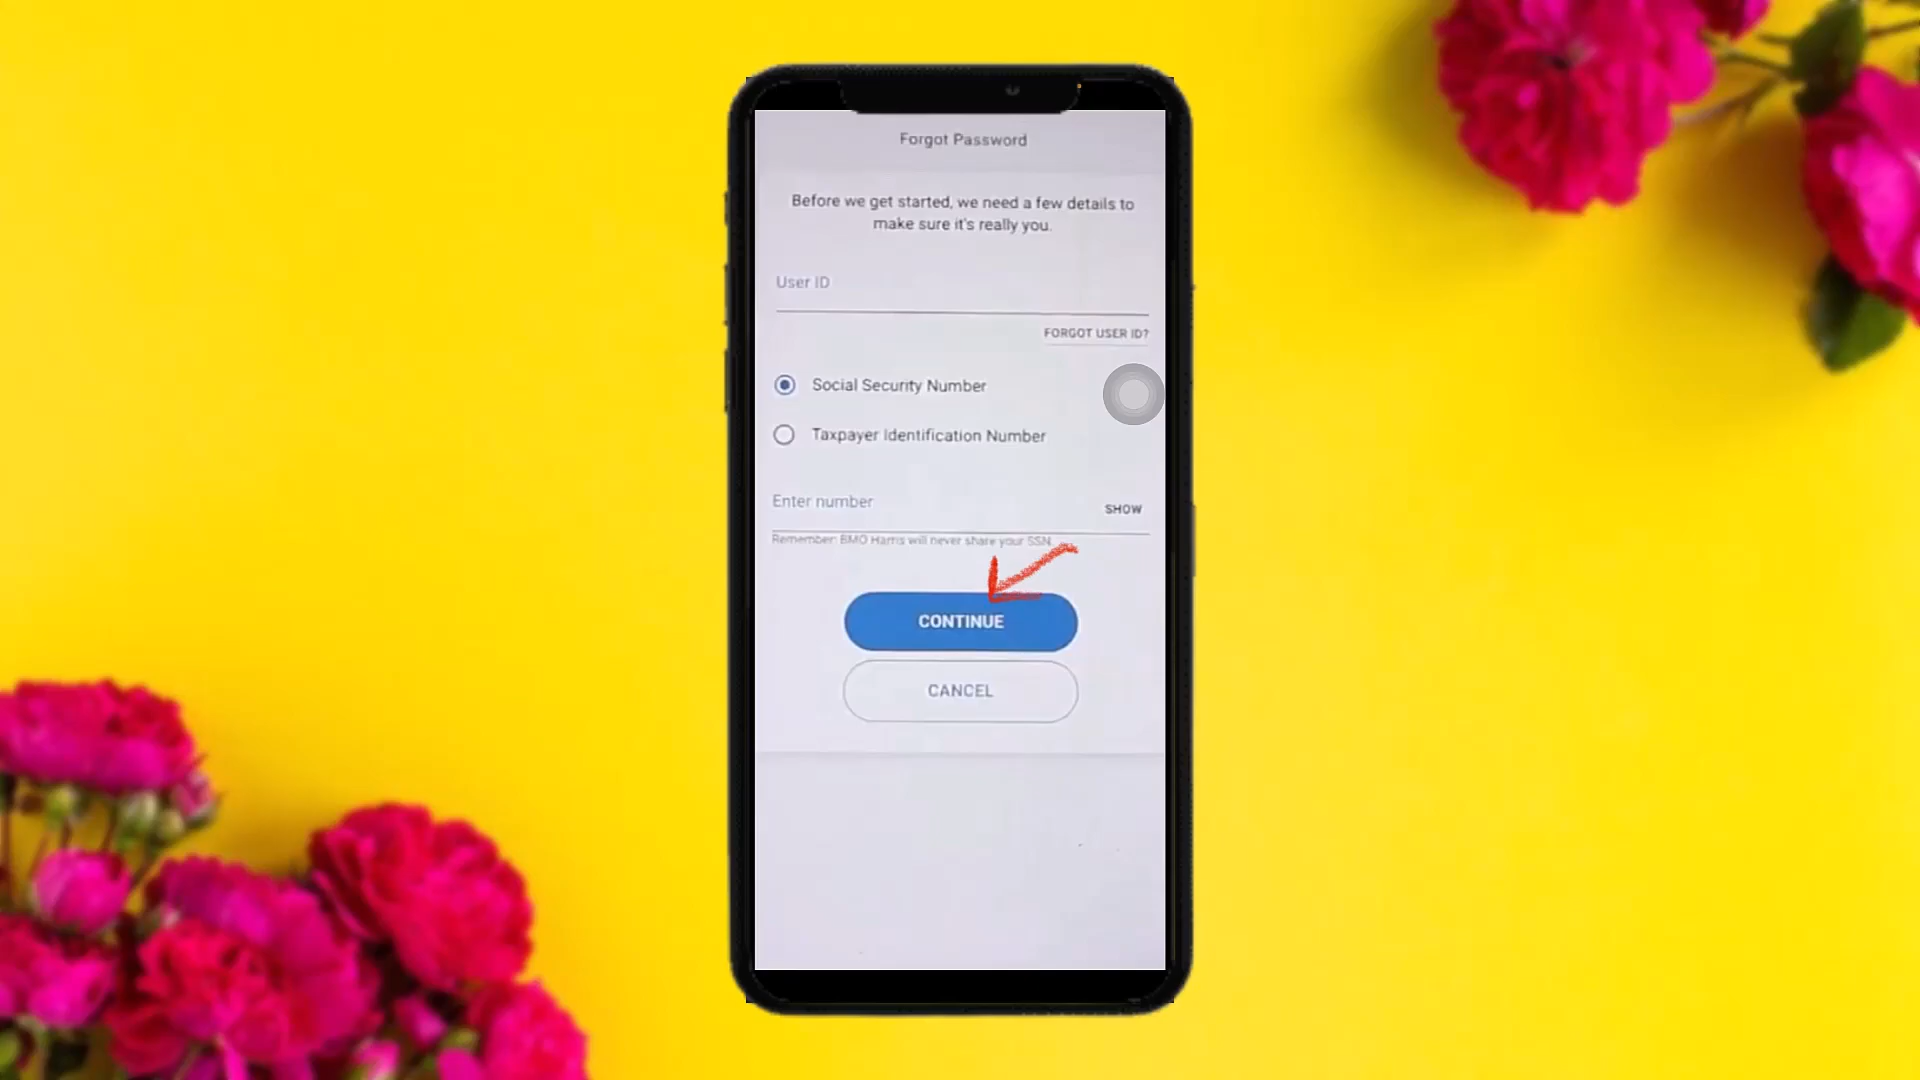 Forgot Password
Before we get started, we need a few details to
make sure it's really you.
User ID
FORGOT USER ID?
Social Security Number
Taxpayer Identification Number
Enter number
SHOW
Remember: BMO Harris will never share your SSN.
CONTINUE
CANCEL